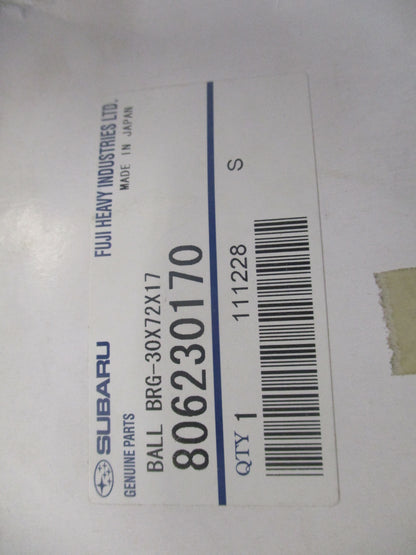 SUBARU
GENUINE PARTS
FUJI HEAVY INDUSTRIES LTD.
MADE IN JAPAN
BALL BRG-30X72X17
806230170
QTY 1 111228 S